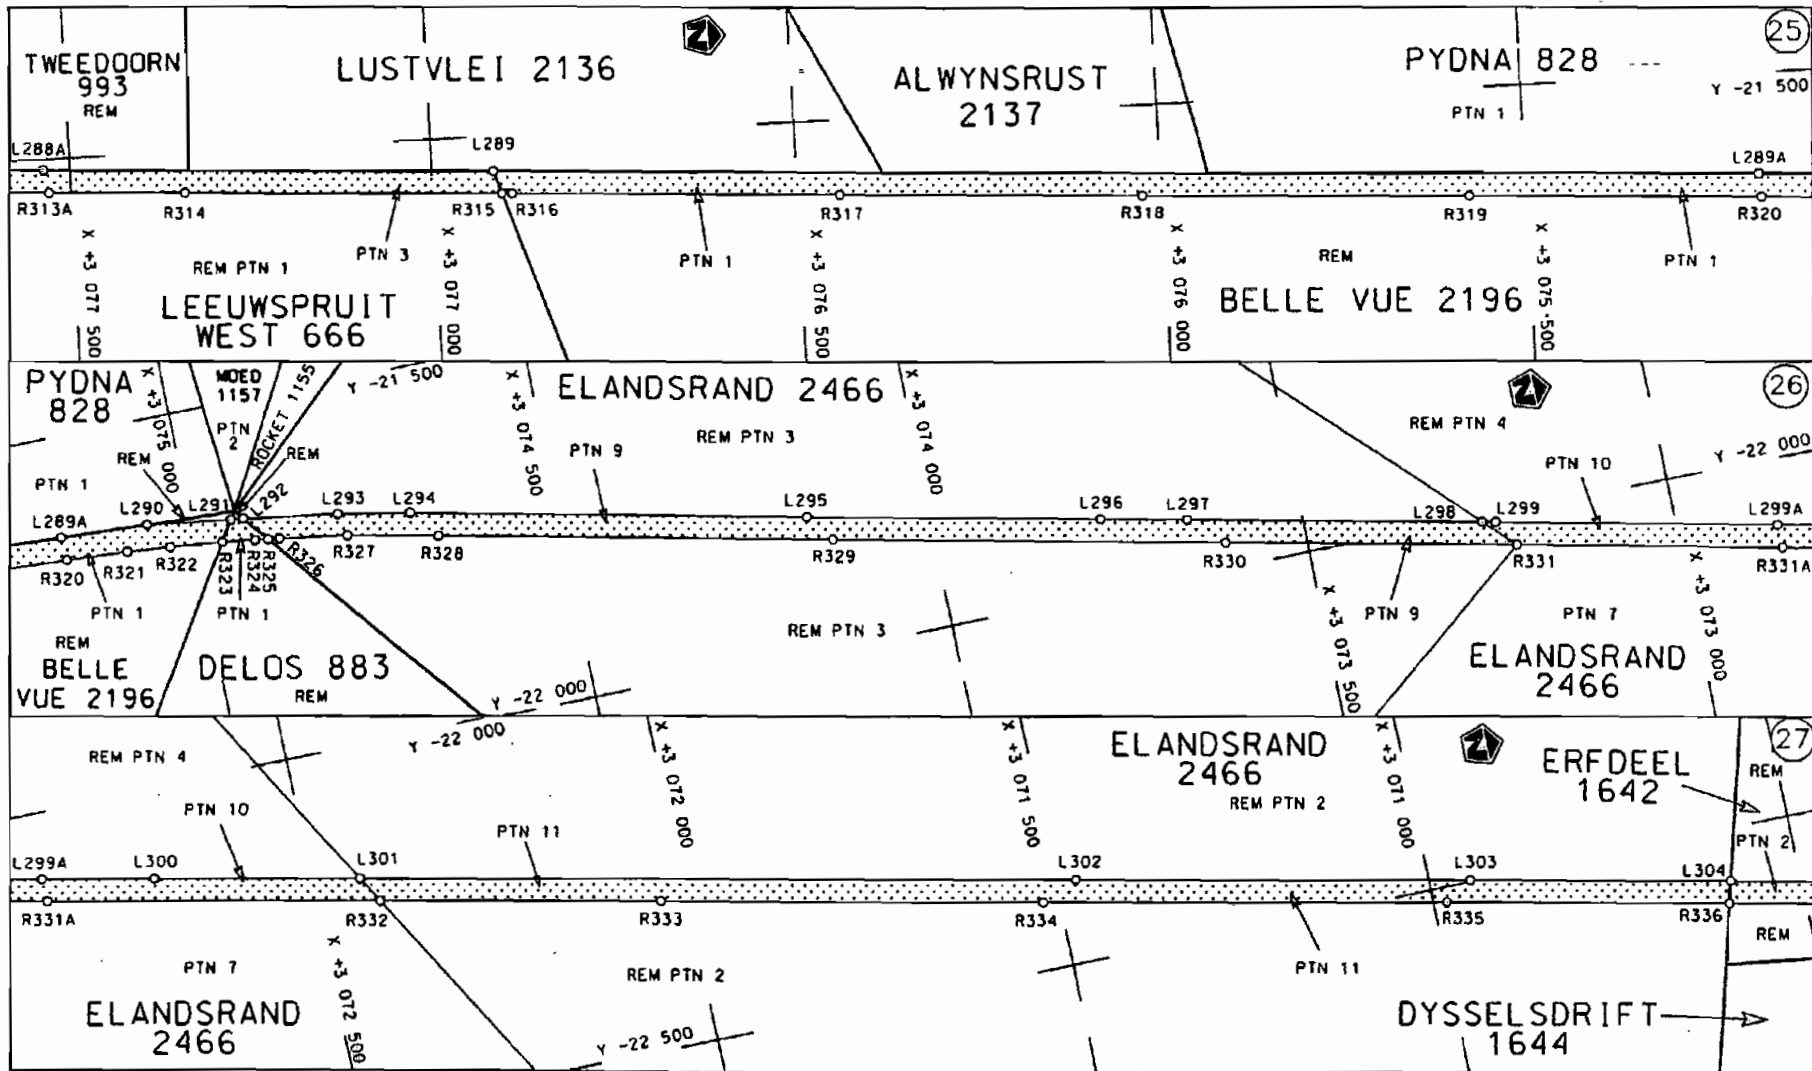 25
TWEEDOORN
993
REM
LUSTVLEI 2136
ALWYNSRUST
2137
PYDNA 828
PTN 1
Y -21 500
L288A
L289
L289A
R313A
R314
R315
R316
R317
R318
R319
R320
X +3 077 500
REM PTN 1
PTN 3
X +3 077 000
PTN 1
X +3 076 500
X +3 076 000
REM
X +3 075 500
PTN 1
LEEUWSPRUIT
WEST 666
BELLE VUE 2196
26
PYDNA
828
X +3 075 000
MOED
1157
PTN
2
ROCKET 1155
REM
Y -21 500
X +3 074 500
ELANDSRAND 2466
REM PTN 3
PTN 9
X +3 074 000
REM PTN 4
Y -22 000
PTN 10
PTN 1
REM
L289A
L290
L291
L292
L293
L294
L295
L296
L297
L298
L299
L299A
R320
R321
R322
R323
R324
R325
R326
R327
R328
R329
R330
R331
R331A
PTN 1
PTN 1
REM
BELLE
VUE 2196
DELOS 883
REM
Y -22 000
REM PTN 3
X +3 073 500
PTN 9
PTN 7
ELANDSRAND
2466
X +3 073 000
27
REM PTN 4
Y -22 000
X +3 072 000
X +3 071 500
ELANDSRAND
2466
REM PTN 2
X +3 071 000
ERFDEEL
1642
REM
PTN 2
PTN 10
PTN 11
L299A
L300
L301
L302
L303
L304
R331A
R332
R333
R334
R335
R336
REM
PTN 7
X +3 072 500
REM PTN 2
PTN 11
ELANDSRAND
2466
Y -22 500
DYSSELSDRIFT
1644